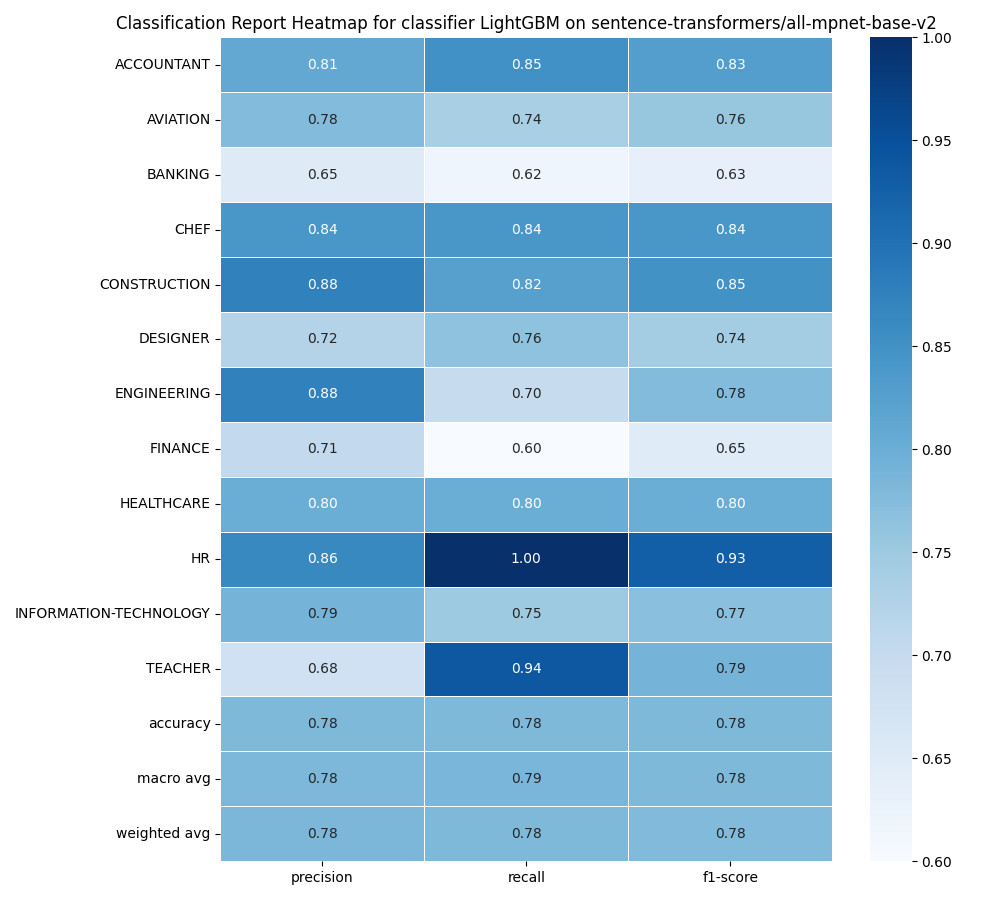 Classification Report Heatmap for classifier LightGBM on sentence-transformers/all-mpnet-base-v2
ACCOUNTANT 0.81 0.85 0.83
AVIATION 0.78 0.74 0.76
BANKING 0.65 0.62 0.63
CHEF 0.84 0.84 0.84
CONSTRUCTION 0.88 0.82 0.85
DESIGNER 0.72 0.76 0.74
ENGINEERING 0.88 0.70 0.78
FINANCE 0.71 0.60 0.65
HEALTHCARE 0.80 0.80 0.80
HR 0.86 1.00 0.93
INFORMATION-TECHNOLOGY 0.79 0.75 0.77
TEACHER 0.68 0.94 0.79
accuracy 0.78 0.78 0.78
macro avg 0.78 0.79 0.78
weighted avg 0.78 0.78 0.78
precision recall f1-score
1.00
0.95
0.90
0.85
0.80
0.75
0.70
0.65
0.60